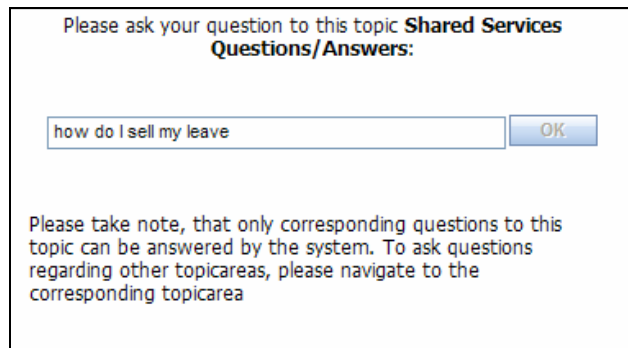 Please ask your question to this topic Shared Services
Questions/Answers:
how do I sell my leave
OK
Please take note, that only corresponding questions to this
topic can be answered by the system. To ask questions
regarding other topicareas, please navigate to the
corresponding topicarea